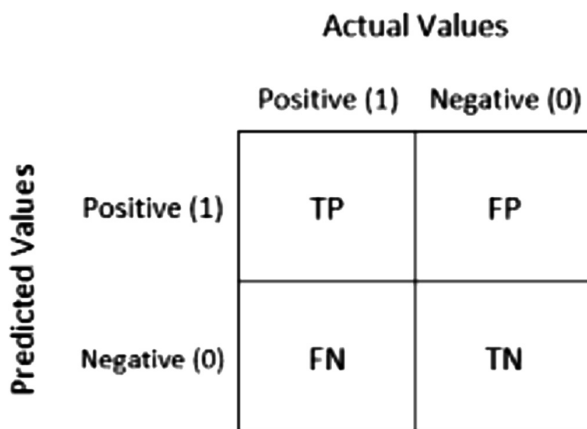 Actual Values
Positive (1) Negative (0)
Predicted Values
Positive (1) TP FP
Negative (0) FN TN